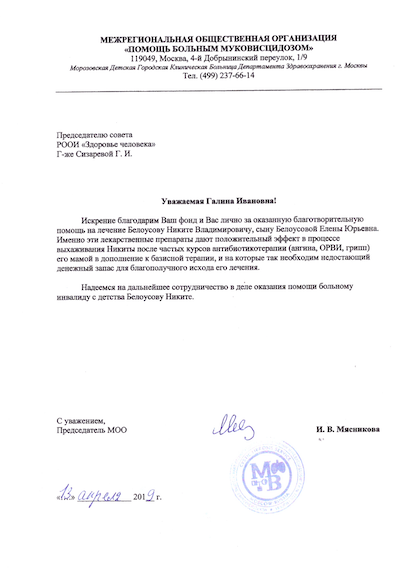 МЕЖРЕГИОНАЛЬНАЯ ОБЩЕСТВЕННАЯ ОРГАНИЗАЦИЯ
«ПОМОЩЬ БОЛЬНЫМ МУКОВИСЦИДОЗОМ»
119049, Москва, 4-й Добрынинский переулок, 1/9
Морозовская Детская Городская Клиническая Больница Департамента Здравоохранения г. Москвы
Тел. (499) 237-66-14
Председателю совета
РООИ «Здоровье человека»
Г-же Сизаревой Г. И.
Уважаемая Галина Ивановна!
Искренне благодарим Ваш фонд и Вас лично за оказанную благотворительную
помощь на лечение Белоусову Никите Владимировичу, сыну Белоусовой Елены Юрьевна.
Именно эти лекарственные препараты дают положительный эффект в процессе
выхаживания Никиты после частых курсов антибиотикотерапии (ангина, ОРВИ, грипп)
его мамой в дополнение к базисной терапии, и на которые так необходим недостающий
денежный запас для благополучного исхода его лечения.
Надеемся на дальнейшее сотрудничество в деле оказания помощи больному
инвалиду с детства Белоусову Никите.
С уважением,
Председатель МОО
И. В. Мясникова
«13» апреля 2019 г.